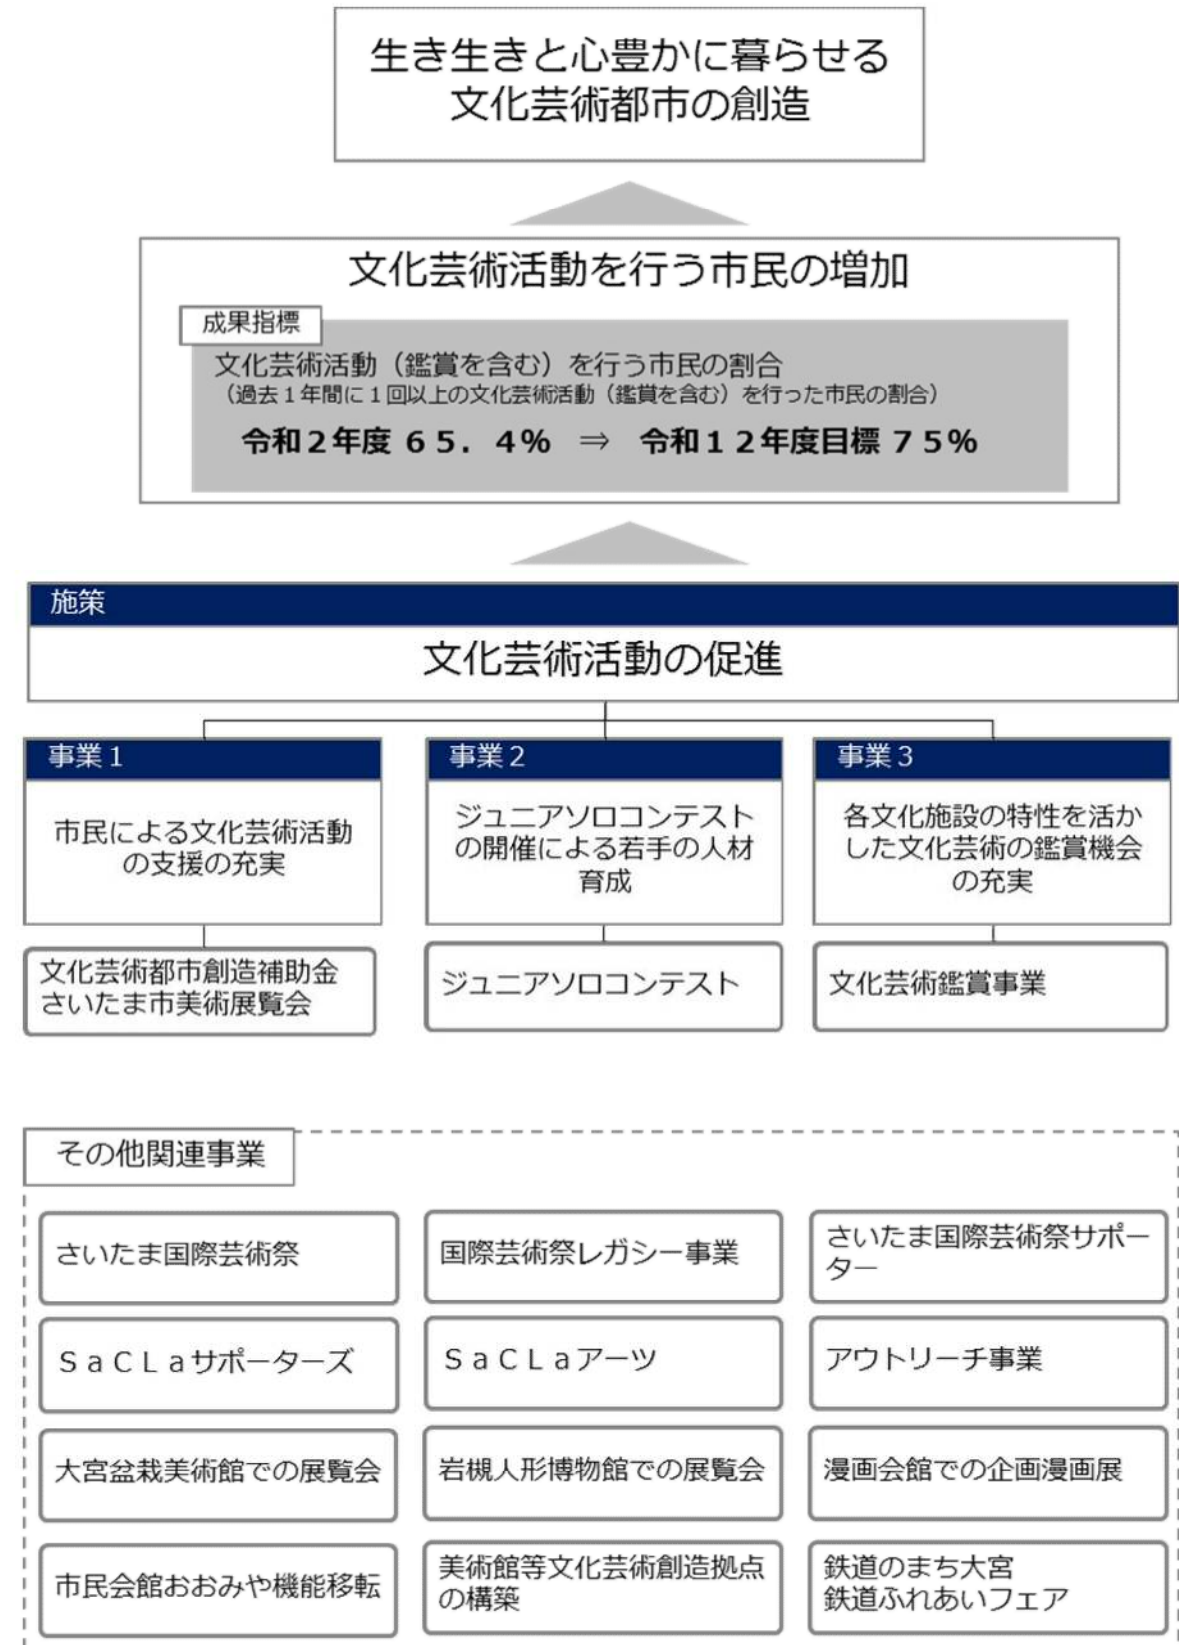 生き生きと心豊かに暮らせる
文化芸術都市の創造
文化芸術活動を行う市民の増加
成果指標
文化芸術活動（鑑賞を含む）を行う市民の割合
（過去１年間に１回以上の文化芸術活動（鑑賞を含む）を行った市民の割合）
令和２年度 ６５．４％ ⇒ 令和１２年度目標 ７５％
施策
文化芸術活動の促進
事業１
市民による文化芸術活動
の支援の充実
文化芸術都市創造補助金
さいたま市美術展覧会
事業２
ジュニアソロコンテスト
の開催による若手の人材
育成
ジュニアソロコンテスト
事業３
各文化施設の特性を活か
した文化芸術の鑑賞機会
の充実
文化芸術鑑賞事業
その他関連事業
さいたま国際芸術祭
国際芸術祭レガシー事業
さいたま国際芸術祭サポー
ター
ＳａＣＬａサポーターズ
ＳａＣＬａアーツ
アウトリーチ事業
大宮盆栽美術館での展覧会
岩槻人形博物館での展覧会
漫画会館での企画漫画展
市民会館おおみや機能移転
美術館等文化芸術創造拠点
の構築
鉄道のまち大宮
鉄道ふれあいフェア